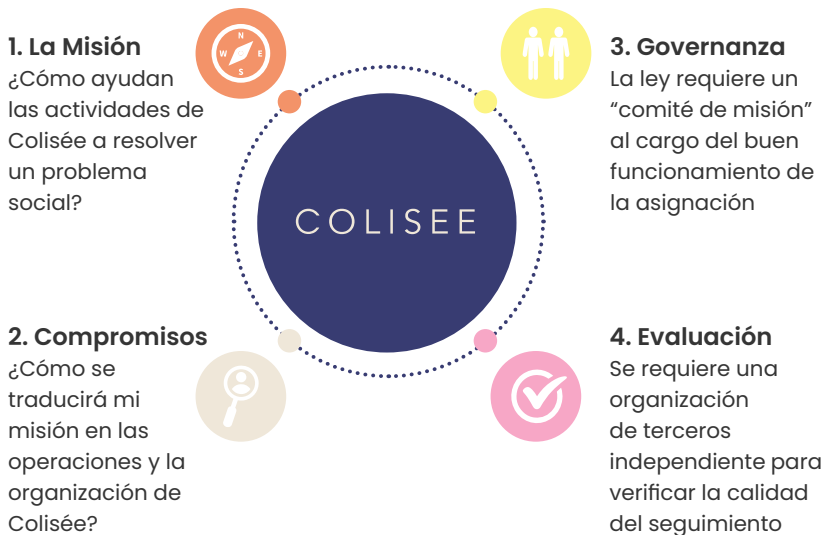 1. La Misión
¿Cómo ayudan
las actividades de
Colisée a resolver
un problema
social?
N
W E
S
COLISEE
3. Governanza
La ley requiere un
“comité de misión”
al cargo del buen
funcionamiento de
la asignación
2. Compromisos
¿Cómo se
traducirá mi
misión en las
operaciones y la
organización de
Colisée?
4. Evaluación
Se requiere una
organización
de terceros
independiente para
verificar la calidad
del seguimiento